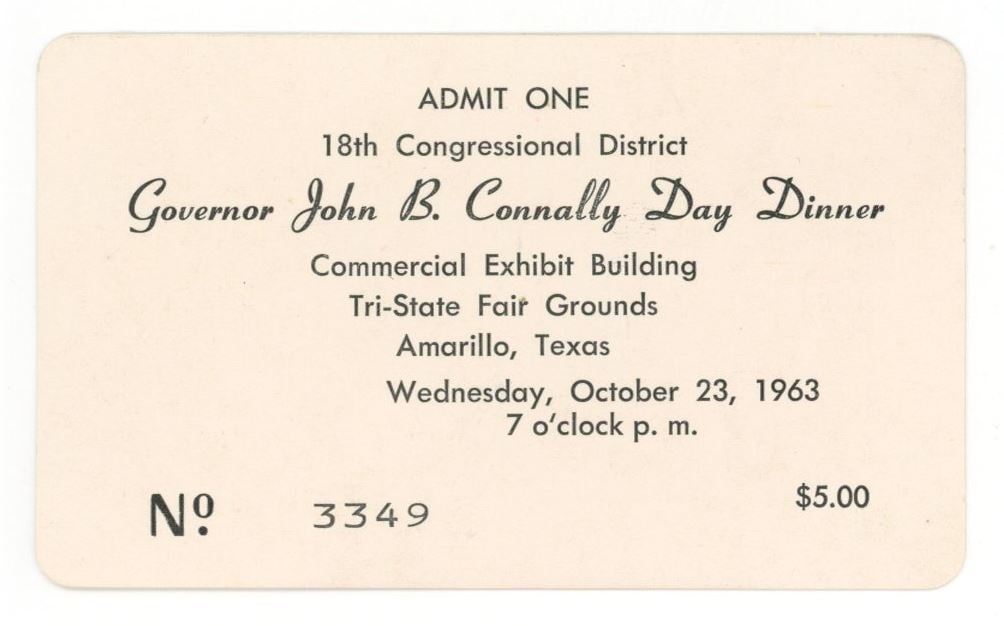 ADMIT ONE
18th Congressional District
Governor John B. Connally Day Dinner
Commercial Exhibit Building
Tri-State Fair Grounds
Amarillo, Texas
Wednesday, October 23, 1963
7 o'clock p. m.
$5.00
Nº 3349